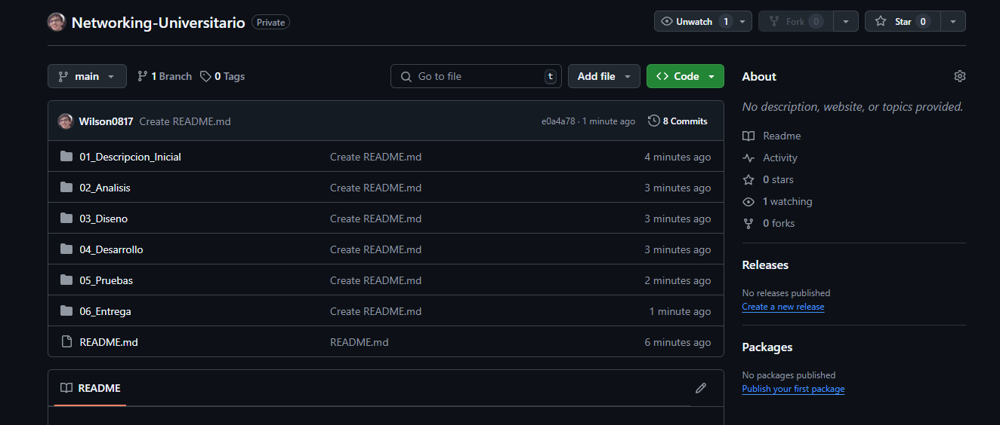 Networking-Universitario Private Unwatch 1 Fork 0 Star 0
main 1 Branch 0 Tags Go to file t Add file <> Code
Wilson0817 Create README.md e0a4a78 · 1 minute ago 8 Commits
01_Descripcion_Inicial Create README.md 4 minutes ago
02_Analisis Create README.md 3 minutes ago
03_Diseno Create README.md 3 minutes ago
04_Desarrollo Create README.md 3 minutes ago
05_Pruebas Create README.md 2 minutes ago
06_Entrega Create README.md 1 minute ago
README.md README.md 6 minutes ago
README
About
No description, website, or topics provided.
Readme
Activity
0 stars
1 watching
0 forks
Releases
No releases published
Create a new release
Packages
No packages published
Publish your first package